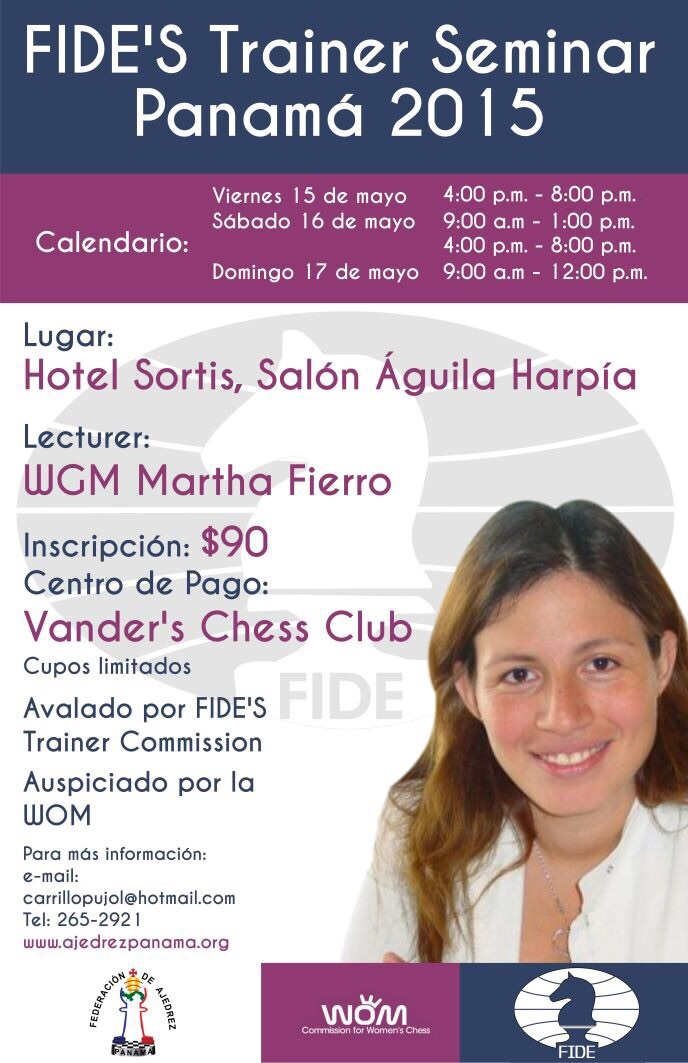 FIDE'S Trainer Seminar
Panamá 2015
Calendario:
Viernes 15 de mayo 4:00 p.m. - 8:00 p.m.
Sábado 16 de mayo 9:00 a.m - 1:00 p.m.
4:00 p.m. - 8:00 p.m.
Domingo 17 de mayo 9:00 a.m - 12:00 p.m.
Lugar:
Hotel Sortis, Salón Águila Harpía
Lecturer:
WGM Martha Fierro
Inscripción: $90
Centro de Pago:
Vander's Chess Club
Cupos limitados
FIDE
Avalado por FIDE'S
Trainer Commission
Auspiciado por la
WOM
Para más información:
e-mail:
carrillopujol@hotmail.com
Tel: 265-2921
www.ajedrezpanama.org
FEDERACIÓN DE AJEDREZ
PANAMÁ
WOM
Commission for Women's Chess
FIDE